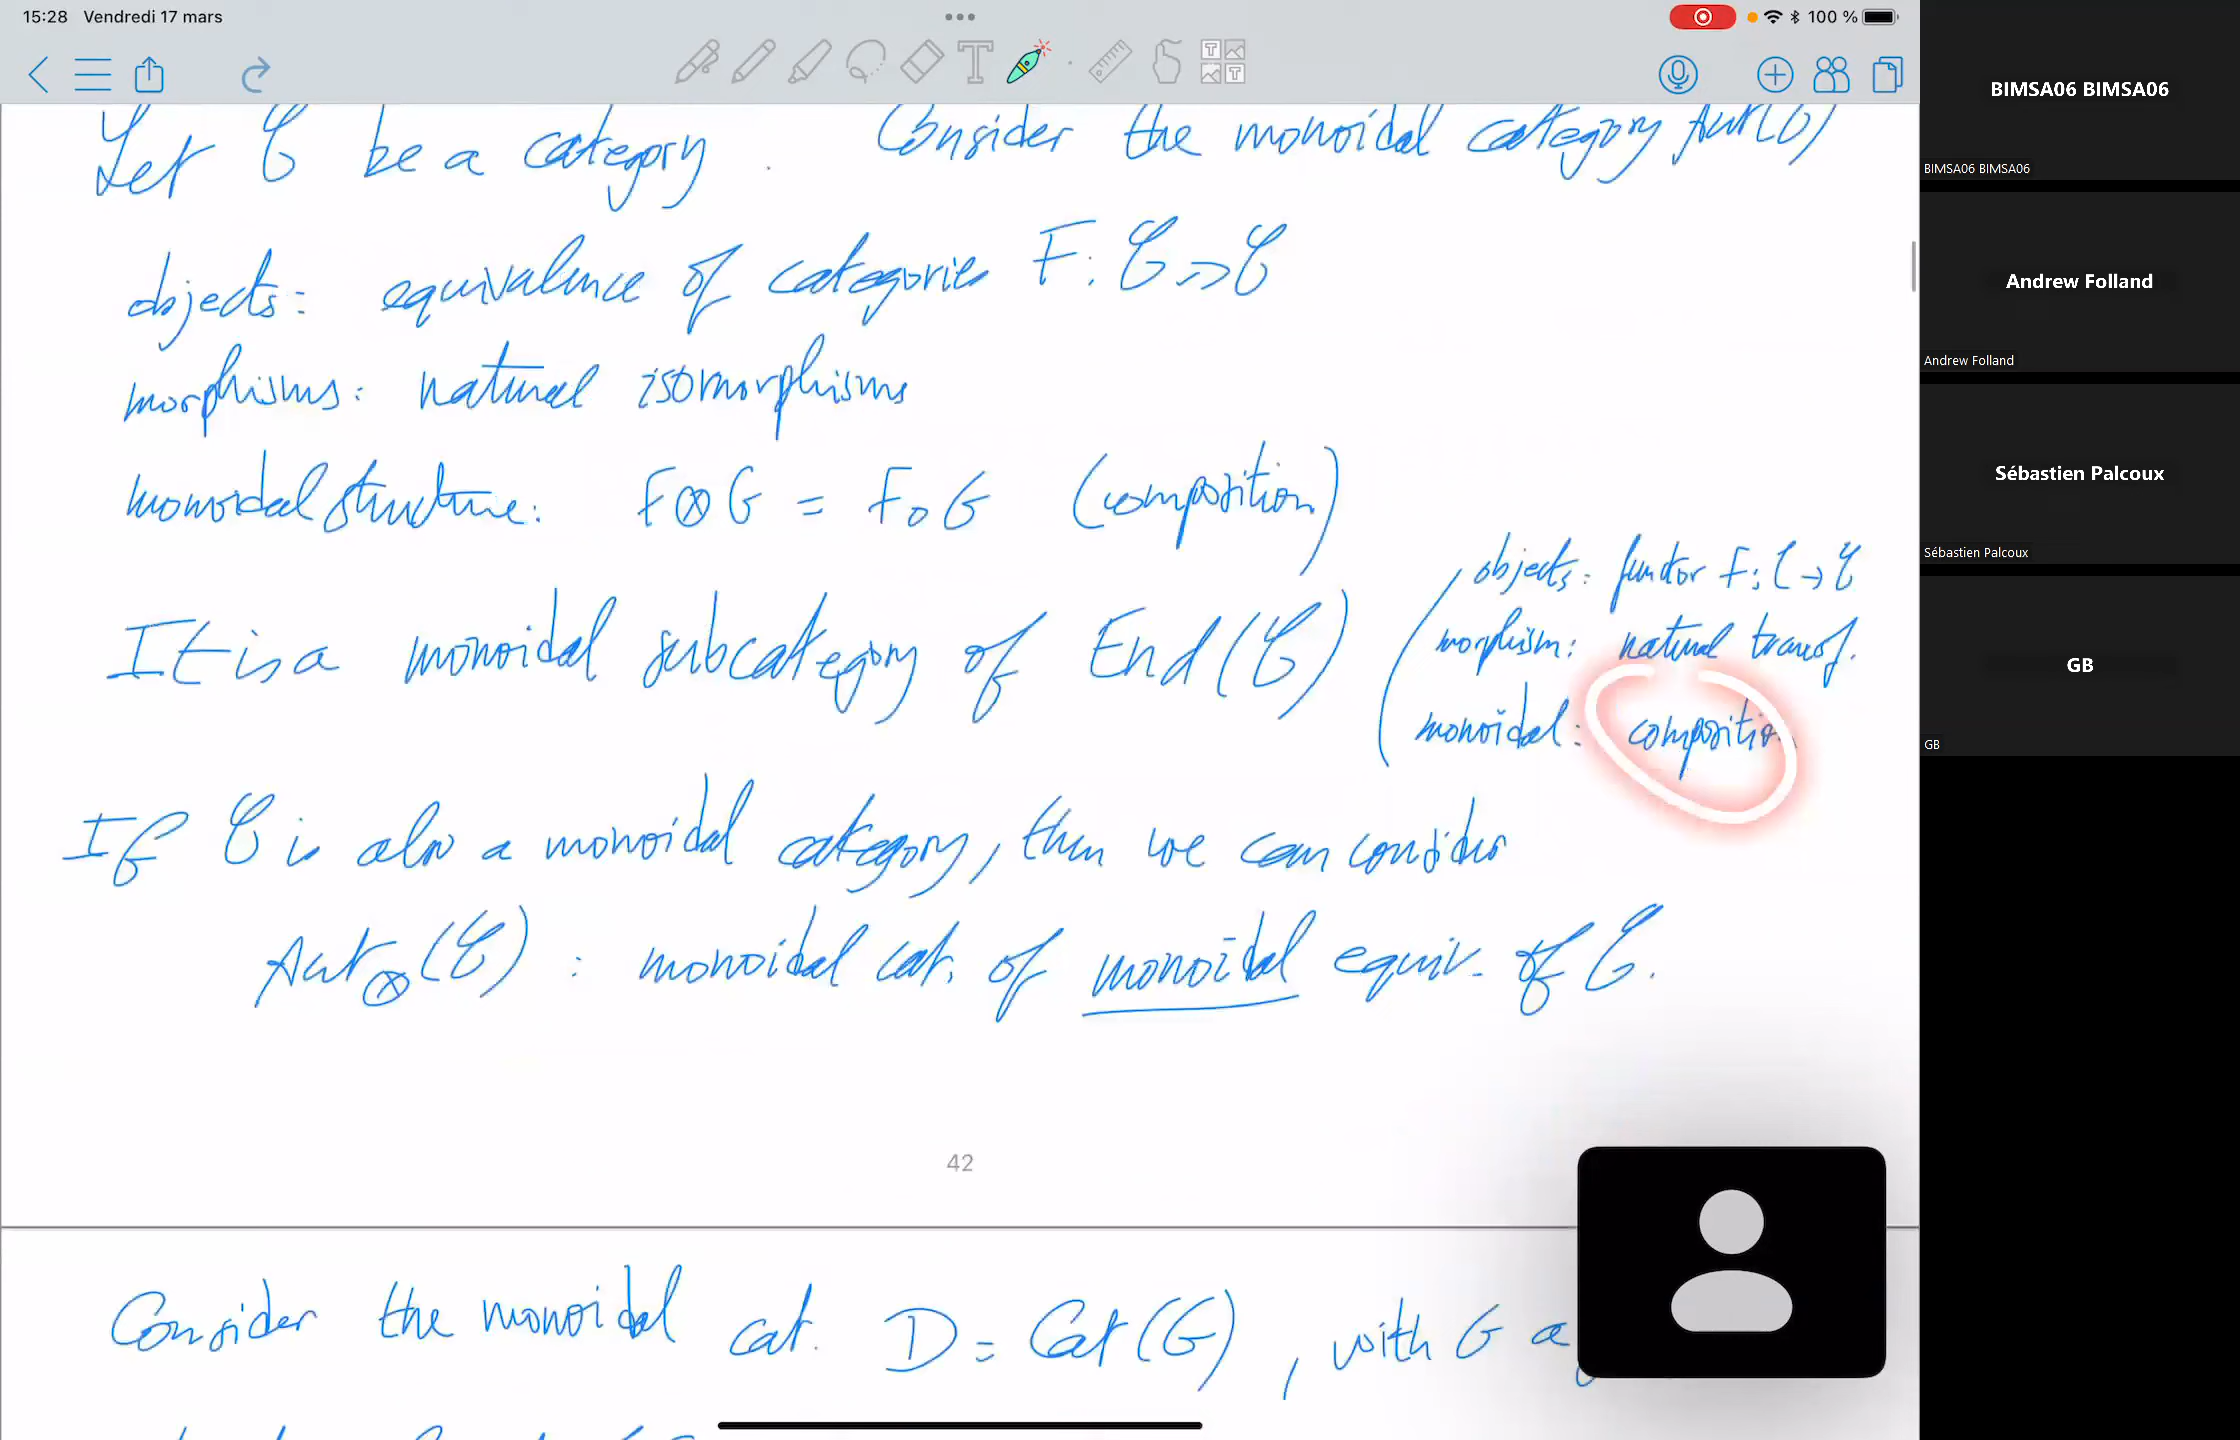 15:28 Vendredi 17 mars
100 %
Let C be a category. Consider the monoidal category Aut(C)
objects: equivalence of categories F: C → C
morphisms: natural isomorphisms
monoidal structure: F⊗G = F∘G (composition)
It is a monoidal subcategory of End(C)
objects: functor F: C → C
morphism: natural transf.
monoïdal: composition
If C is also a monoidal category, then we can consider
Aut⊗(C) : monoidal cat. of monoïdal equiv. of C.
42
Consider the monoidal cat. D = Cat(G), with G a
BIMSA06 BIMSA06
BIMSA06 BIMSA06
Andrew Folland
Andrew Folland
Sébastien Palcoux
Sébastien Palcoux
GB
GB